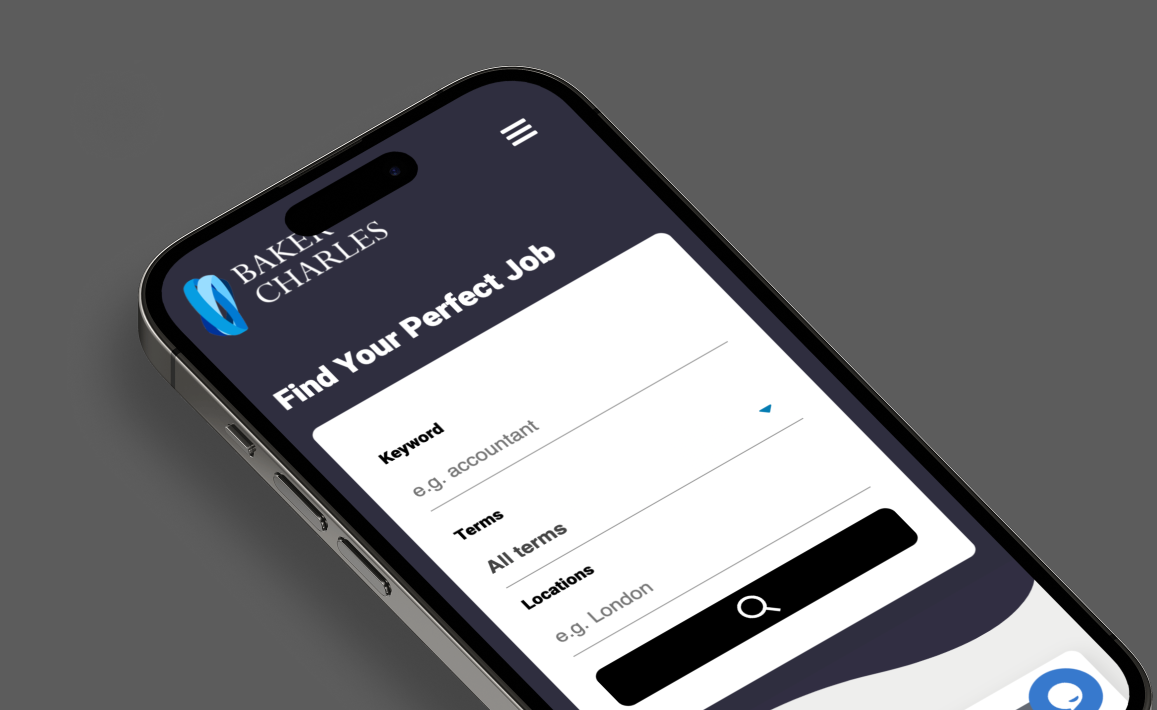 BAKER
CHARLES
Find Your Perfect Job
Keyword
e.g. accountant
Terms
All terms
Locations
e.g. London